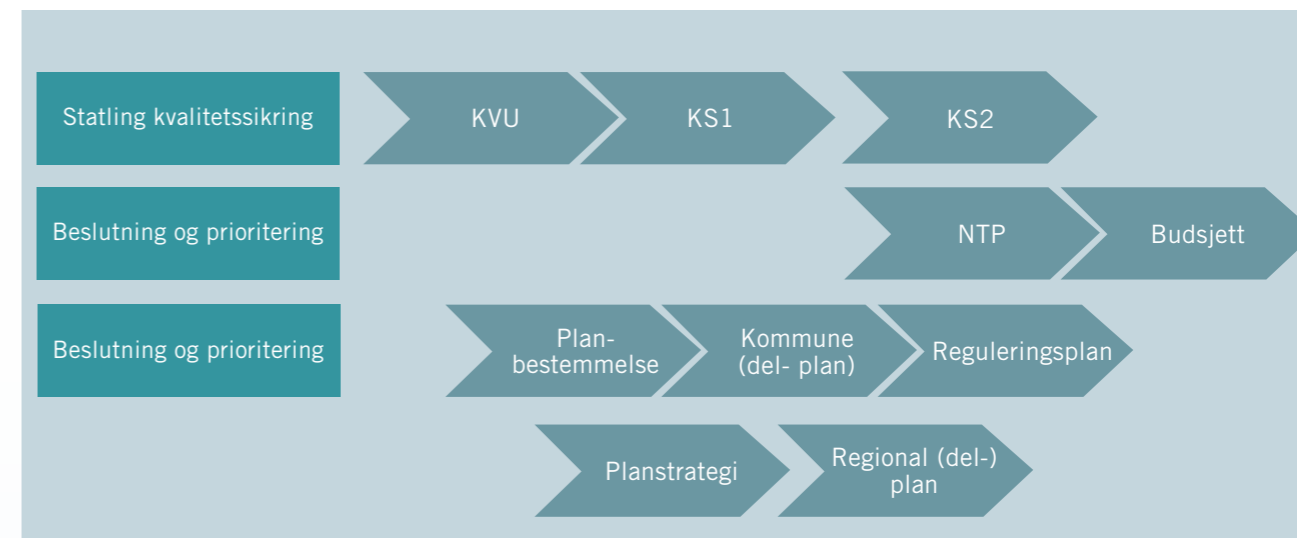 Statling kvalitetssikring
KVU
KS1
KS2
Beslutning og prioritering
NTP
Budsjett
Beslutning og prioritering
Plan-
bestemmelse
Kommune
(del- plan)
Reguleringsplan
Planstrategi
Regional (del-)
plan